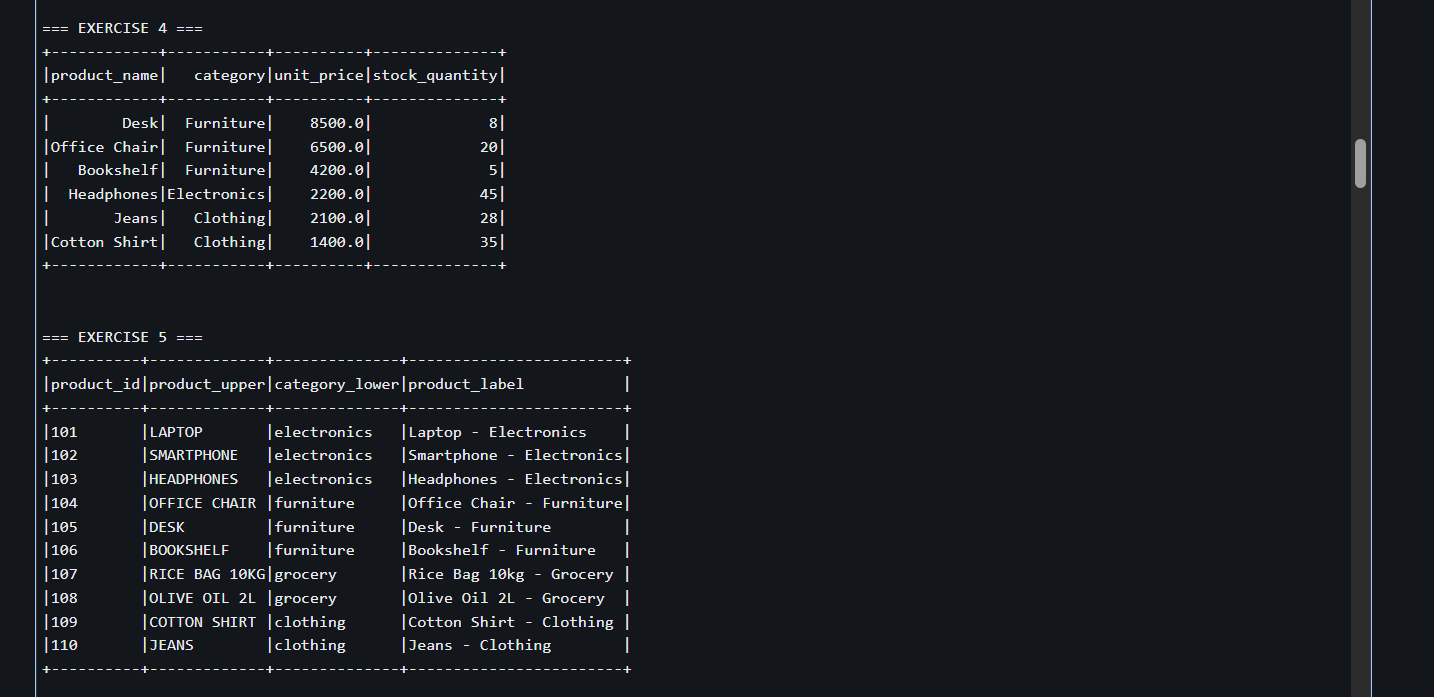 === EXERCISE 4 ===
+------------+-----------+----------+--------------+
|product_name|   category|unit_price|stock_quantity|
+------------+-----------+----------+--------------+
|        Desk|  Furniture|    8500.0|             8|
|Office Chair|  Furniture|    6500.0|            20|
|   Bookshelf|  Furniture|    4200.0|             5|
|  Headphones|Electronics|    2200.0|            45|
|       Jeans|   Clothing|    2100.0|            28|
|Cotton Shirt|   Clothing|    1400.0|            35|
+------------+-----------+----------+--------------+
=== EXERCISE 5 ===
+----------+-------------+--------------+------------------------+
|product_id|product_upper|category_lower|product_label           |
+----------+-------------+--------------+------------------------+
|101       |LAPTOP       |electronics   |Laptop - Electronics    |
|102       |SMARTPHONE   |electronics   |Smartphone - Electronics|
|103       |HEADPHONES   |electronics   |Headphones - Electronics|
|104       |OFFICE CHAIR |furniture     |Office Chair - Furniture|
|105       |DESK         |furniture     |Desk - Furniture        |
|106       |BOOKSHELF    |furniture     |Bookshelf - Furniture   |
|107       |RICE BAG 10KG|grocery       |Rice Bag 10kg - Grocery |
|108       |OLIVE OIL 2L |grocery       |Olive Oil 2L - Grocery  |
|109       |COTTON SHIRT |clothing      |Cotton Shirt - Clothing |
|110       |JEANS        |clothing      |Jeans - Clothing        |
+----------+-------------+--------------+------------------------+